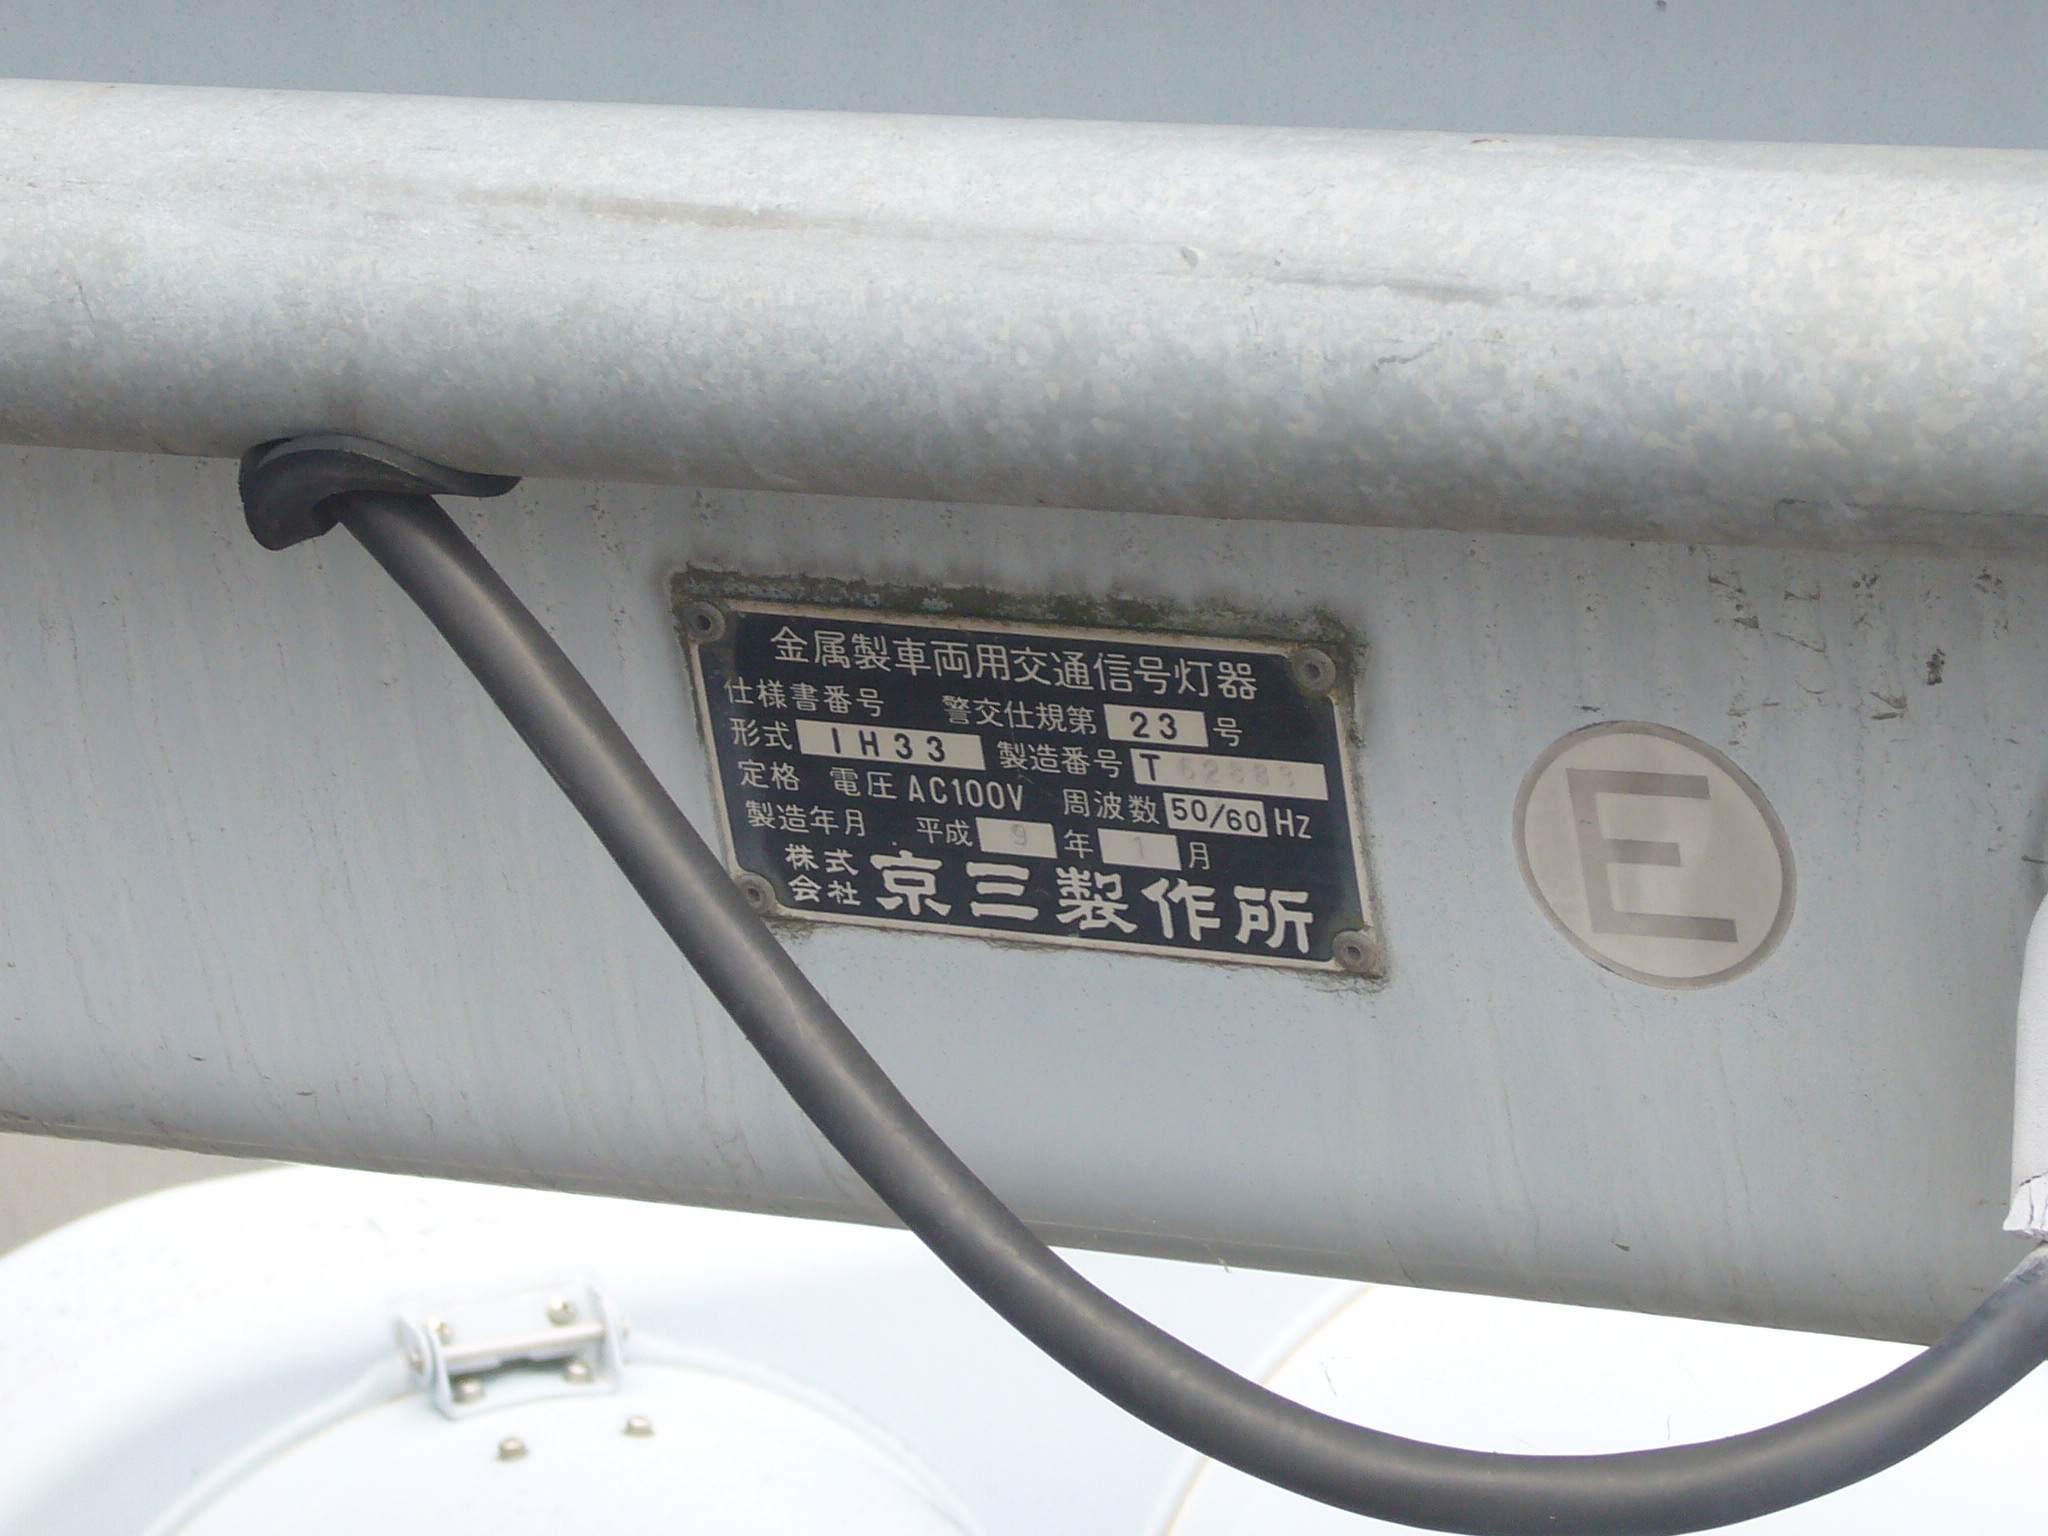 金属製車両用交通信号灯器
仕様書番号 警交仕規第 23 号
形式 1H33 製造番号 T
定格 電圧 AC100V 周波数 50/60 Hz
製造年月 平成 9 年 1 月
株式会社 京三製作所
E